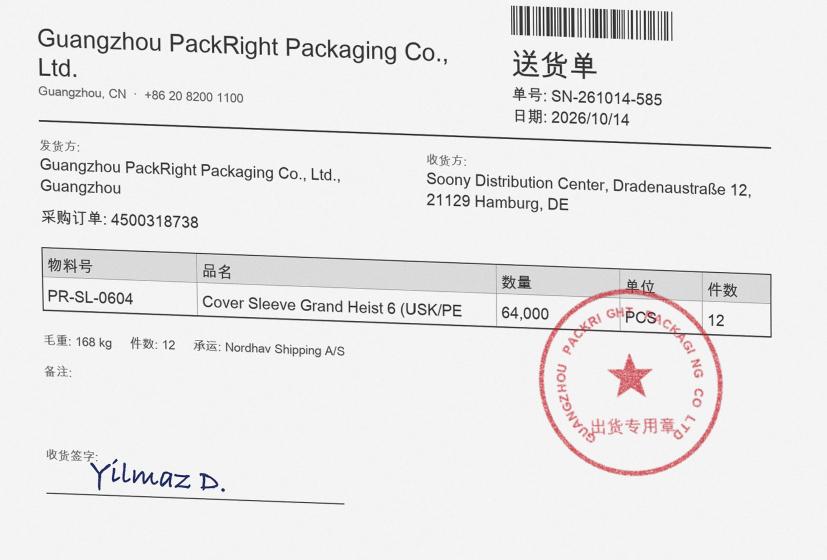 Guangzhou PackRight Packaging Co.,
Ltd.
Guangzhou, CN · +86 20 8200 1100
送货单
单号: SN-261014-585
日期: 2026/10/14
发货方:
Guangzhou PackRight Packaging Co., Ltd.,
Guangzhou
采购订单: 4500318738
收货方:
Soony Distribution Center, Dradenaustraße 12,
21129 Hamburg, DE
物料号 品名 数量 单位 件数
PR-SL-0604 Cover Sleeve Grand Heist 6 (USK/PE 64,000 PCS 12
毛重: 168 kg 件数: 12 承运: Nordhav Shipping A/S
备注:
GUANGZHOU PACKRIGHT PACKAGING CO LTD
出货专用章
收货签字:
Yilmaz D.